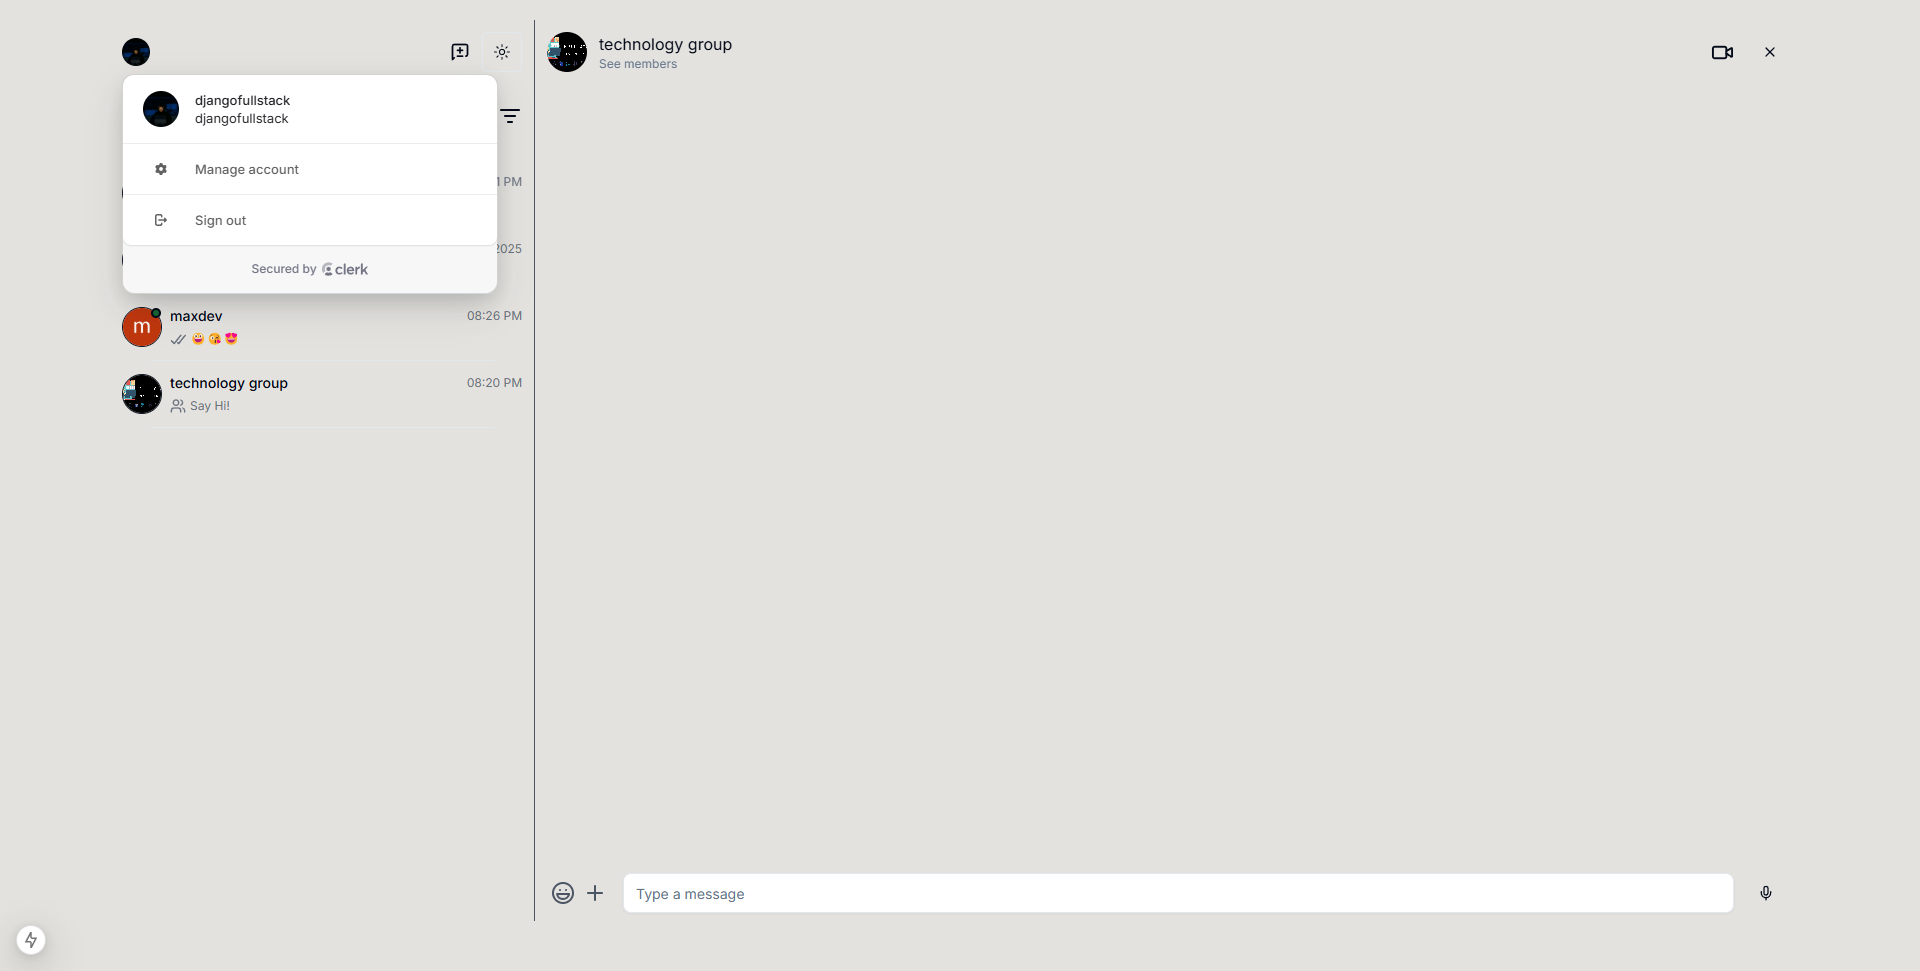 djangofullstack
djangofullstack
Manage account
Sign out
Secured by clerk
PM
2025
m
maxdev
08:26 PM
technology group
08:20 PM
Say Hi!
technology group
See members
Type a message